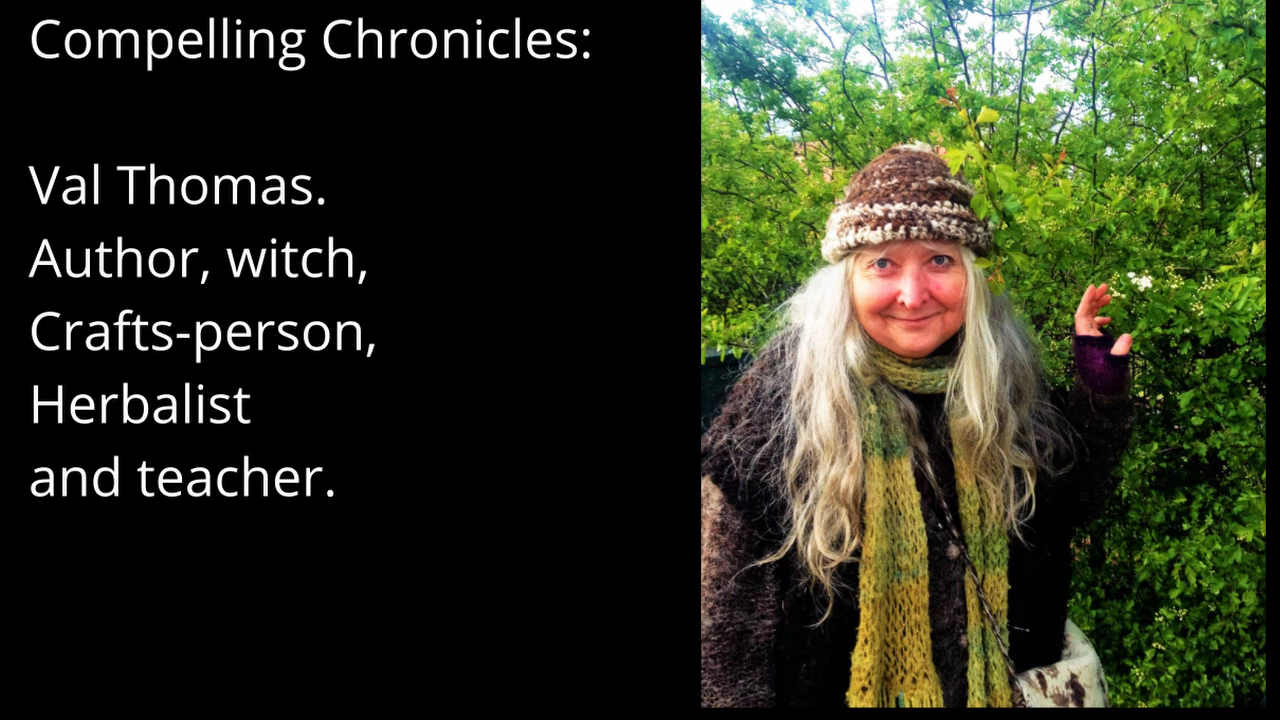 Compelling Chronicles:
Val Thomas.
Author, witch,
Crafts-person,
Herbalist
and teacher.